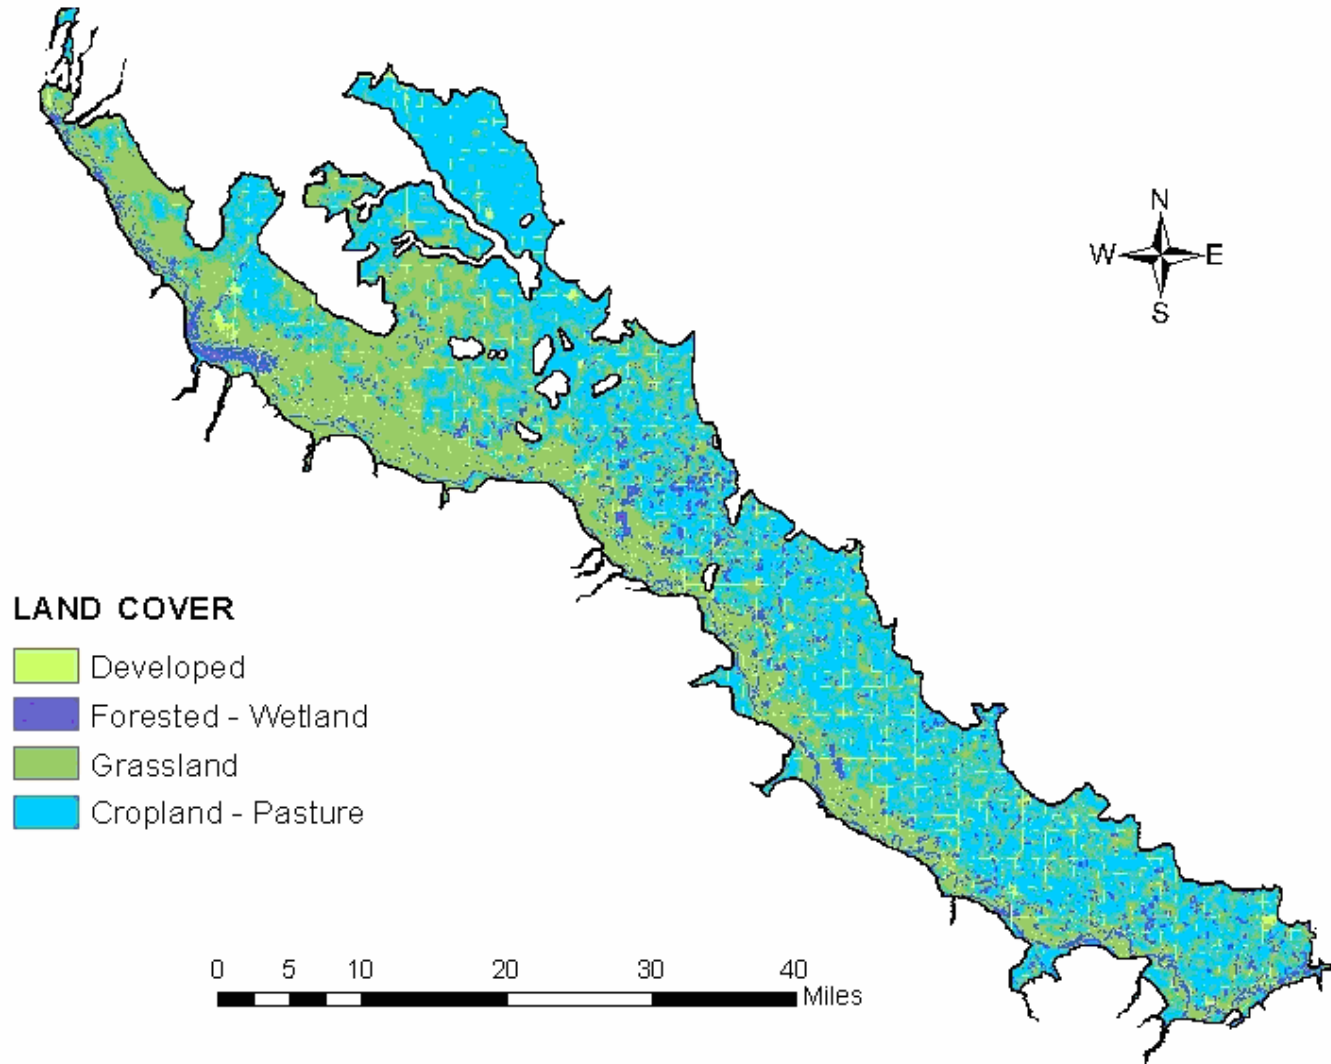 N
W E
S
LAND COVER
Developed
Forested - Wetland
Grassland
Cropland - Pasture
0 5 10 20 30 40
Miles